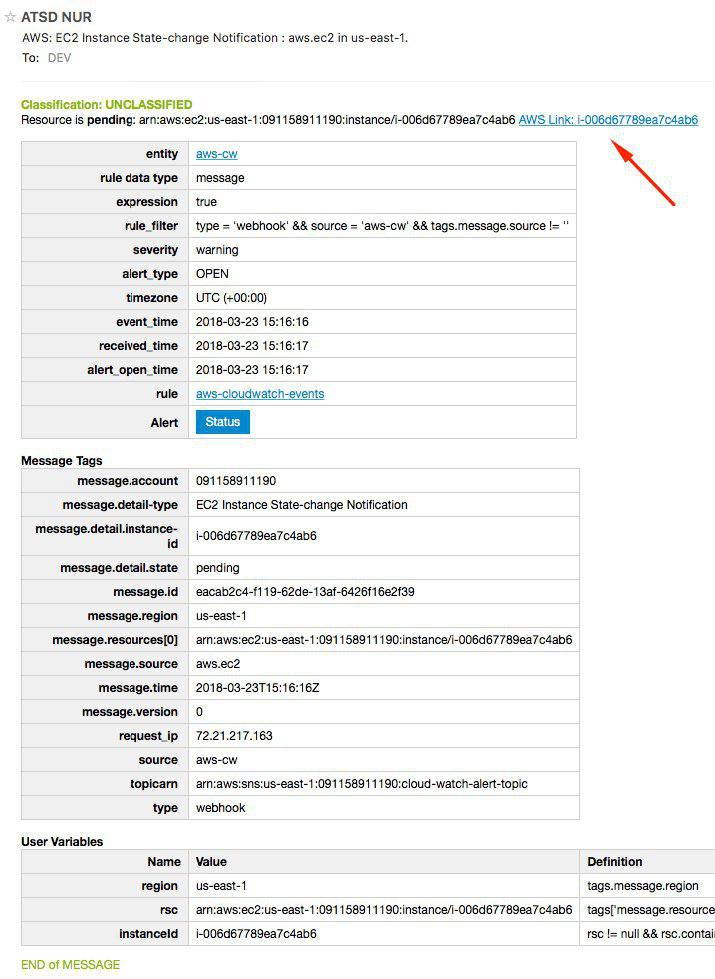 ATSD NUR
AWS: EC2 Instance State-change Notification : aws.ec2 in us-east-1.
To: DEV
Classification: UNCLASSIFIED
Resource is pending: arn:aws:ec2:us-east-1:091158911190:instance/i-006d67789ea7c4ab6 AWS Link: i-006d67789ea7c4ab6
entity aws-cw
rule data type message
expression true
rule_filter type = 'webhook' && source = 'aws-cw' && tags.message.source != ''
severity warning
alert_type OPEN
timezone UTC (+00:00)
event_time 2018-03-23 15:16:16
received_time 2018-03-23 15:16:17
alert_open_time 2018-03-23 15:16:17
rule aws-cloudwatch-events
Alert Status
Message Tags
message.account 091158911190
message.detail-type EC2 Instance State-change Notification
message.detail.instance-
id i-006d67789ea7c4ab6
message.detail.state pending
message.id eacab2c4-f119-62de-13af-6426f16e2f39
message.region us-east-1
message.resources[0] arn:aws:ec2:us-east-1:091158911190:instance/i-006d67789ea7c4ab6
message.source aws.ec2
message.time 2018-03-23T15:16:16Z
message.version 0
request_ip 72.21.217.163
source aws-cw
topicarn arn:aws:sns:us-east-1:091158911190:cloud-watch-alert-topic
type webhook
User Variables
Name Value Definition
region us-east-1 tags.message.region
rsc arn:aws:ec2:us-east-1:091158911190:instance/i-006d67789ea7c4ab6 tags['message.resource
instanceId i-006d67789ea7c4ab6 rsc != null && rsc.contai
END of MESSAGE